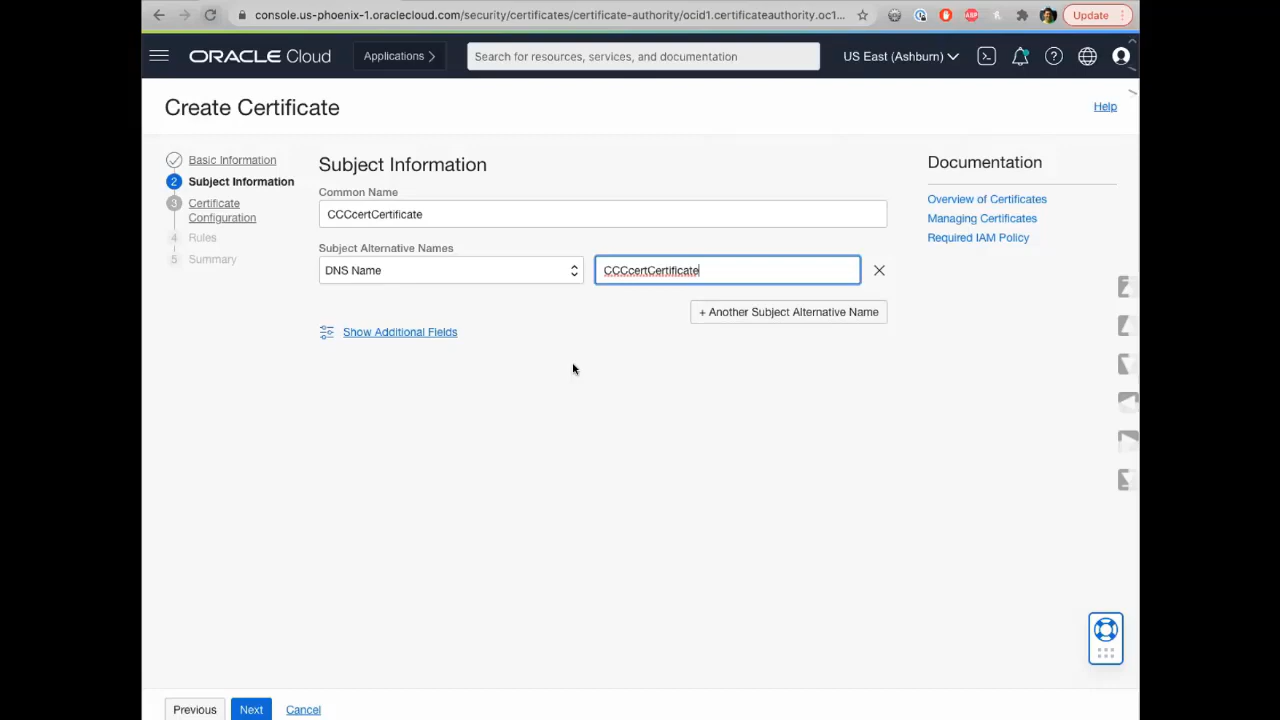 console.us-phoenix-1.oraclecloud.com/security/certificates/certificate-authority/ocid1.certificateauthority.oc1...
ABP
Update
ORACLE Cloud
Applications
Search for resources, services, and documentation
US East (Ashburn)
Create Certificate
Help
Basic Information
2 Subject Information
3 Certificate
Configuration
4 Rules
5 Summary
Subject Information
Common Name
CCCcertCertificate
Subject Alternative Names
DNS Name
CCCcertCertificate
+ Another Subject Alternative Name
Show Additional Fields
Documentation
Overview of Certificates
Managing Certificates
Required IAM Policy
Previous
Next
Cancel